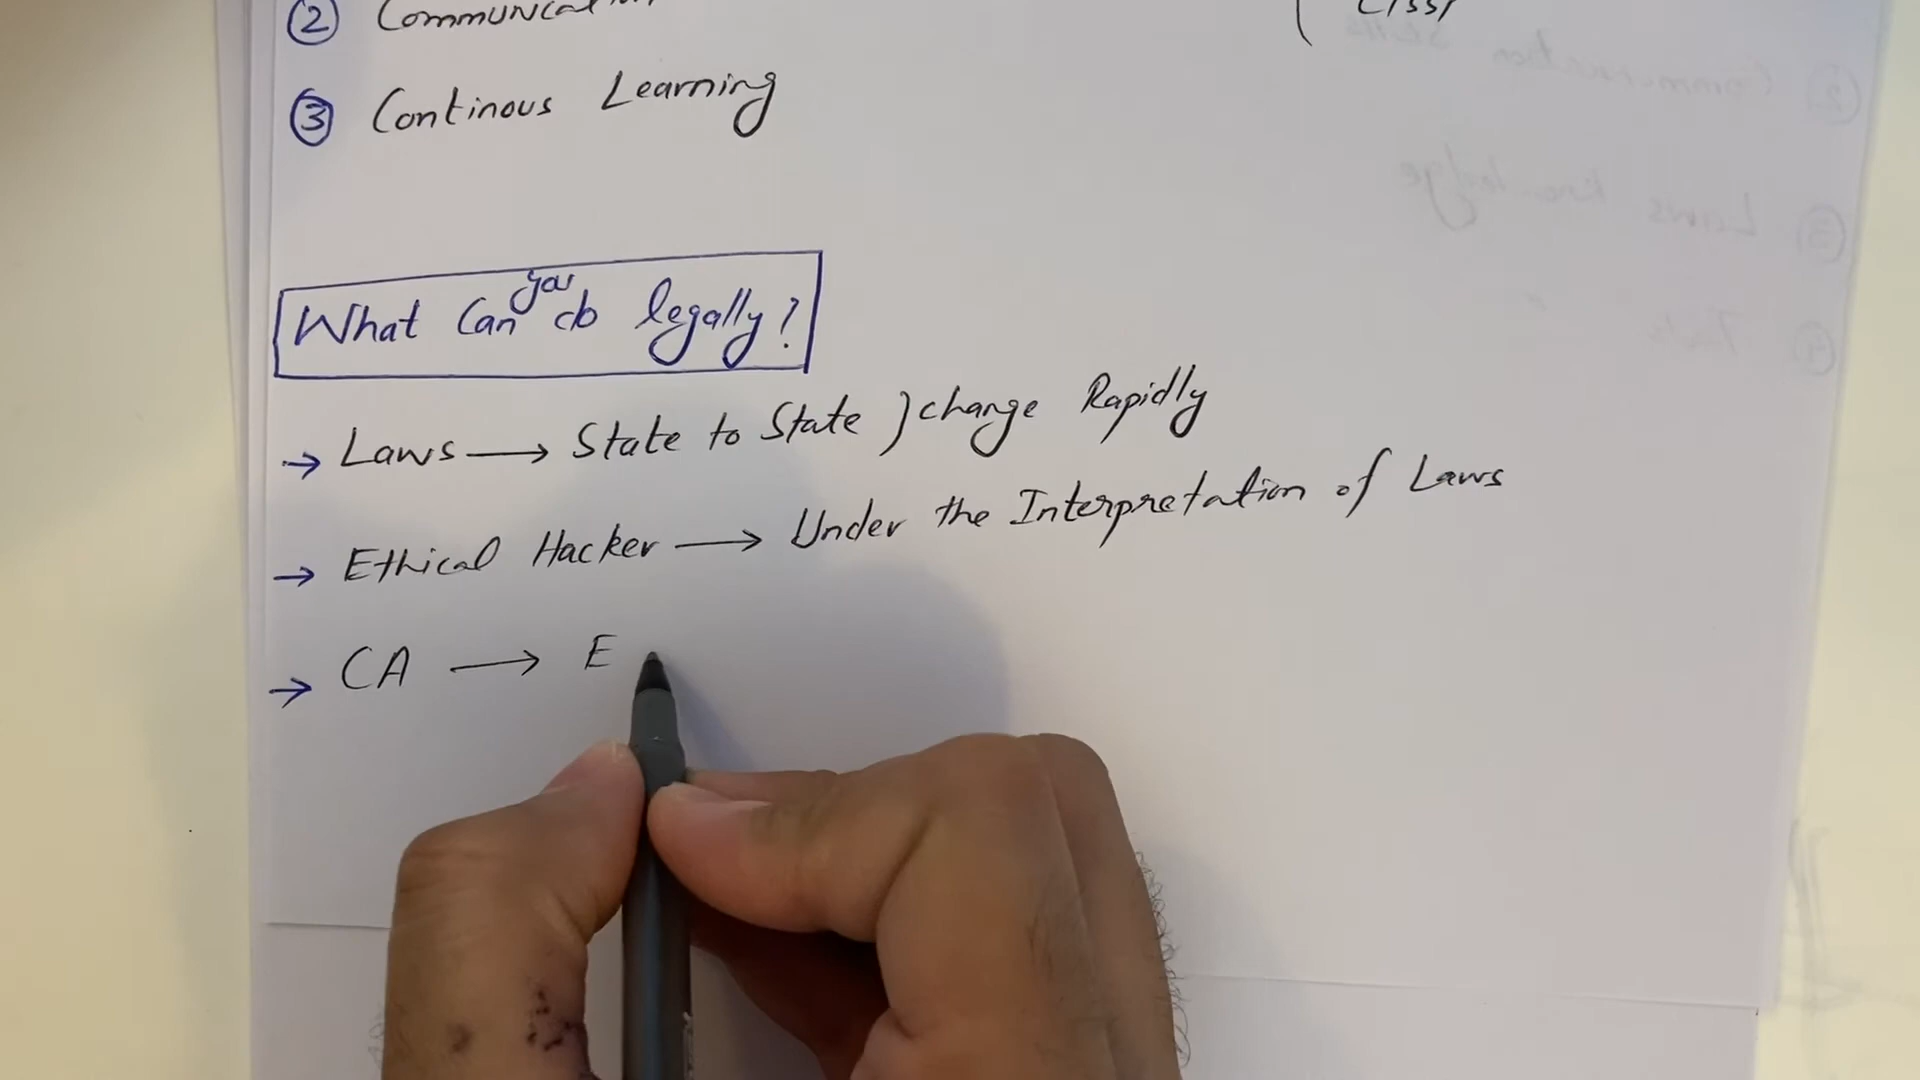 ②
③ Continous Learning
What Can you do legally?
→ Laws → State to State } change Rapidly
→ Ethical Hacker → Under the Interpretation of Laws
→ CA → E